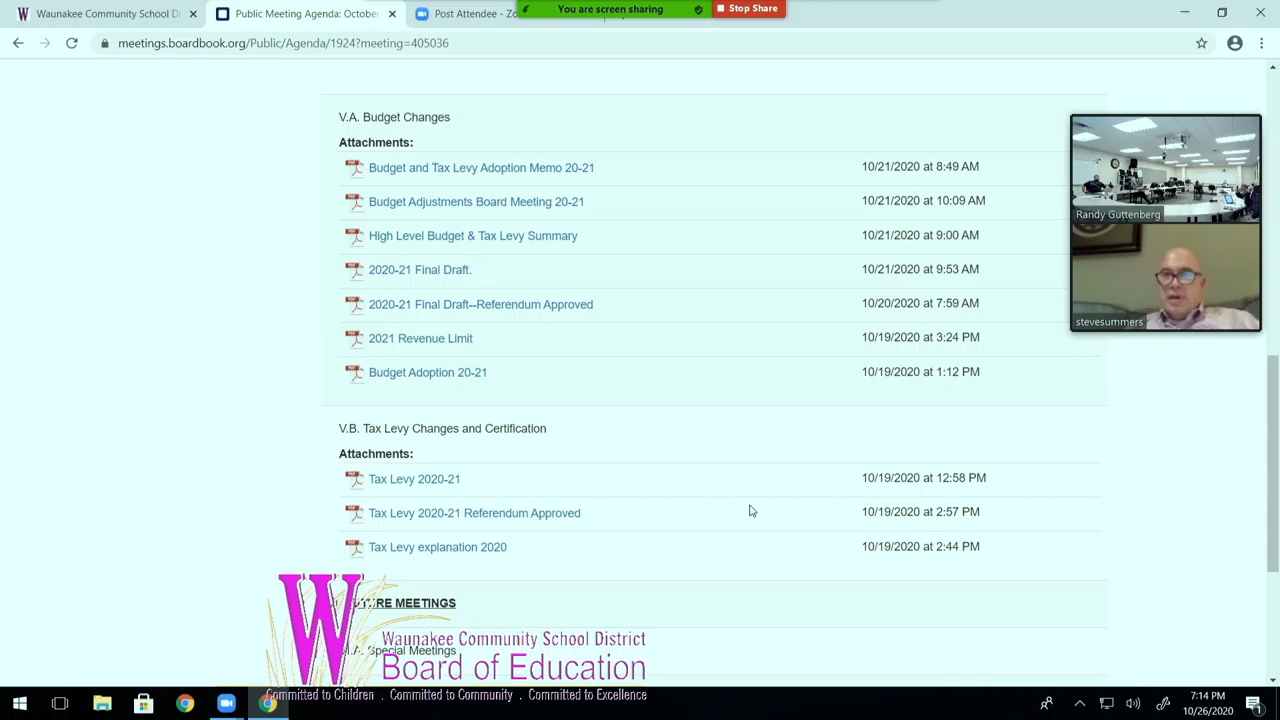 Waunakee Community School Di
Public Meeting Agenda: October
Post Attendee - Zo
You are screen sharing
Stop Share
meetings.boardbook.org/Public/Agenda/1924?meeting=405036
V.A. Budget Changes
Attachments:
Budget and Tax Levy Adoption Memo 20-21 10/21/2020 at 8:49 AM
Budget Adjustments Board Meeting 20-21 10/21/2020 at 10:09 AM
High Level Budget & Tax Levy Summary 10/21/2020 at 9:00 AM
2020-21 Final Draft. 10/21/2020 at 9:53 AM
2020-21 Final Draft--Referendum Approved 10/20/2020 at 7:59 AM
2021 Revenue Limit 10/19/2020 at 3:24 PM
Budget Adoption 20-21 10/19/2020 at 1:12 PM
Randy Guttenberg
stevesummers
V.B. Tax Levy Changes and Certification
Attachments:
Tax Levy 2020-21 10/19/2020 at 12:58 PM
Tax Levy 2020-21 Referendum Approved 10/19/2020 at 2:57 PM
Tax Levy explanation 2020 10/19/2020 at 2:44 PM
MEETINGS
Special Meetings
W
Waunakee Community School District
Board of Education
Committed to Children . Committed to Community . Committed to Excellence
7:14 PM
10/26/2020
1